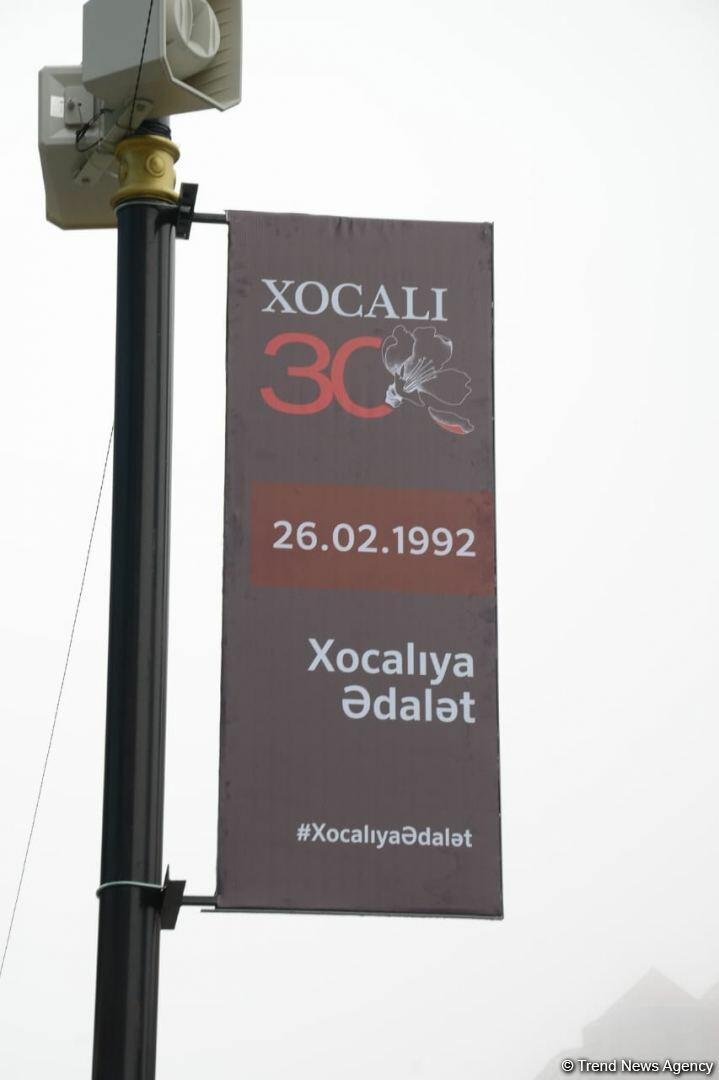 XOCALI
30
26.02.1992
Xocalıya
Ədalət
#XocalıyaƏdalət
© Trend News Agency